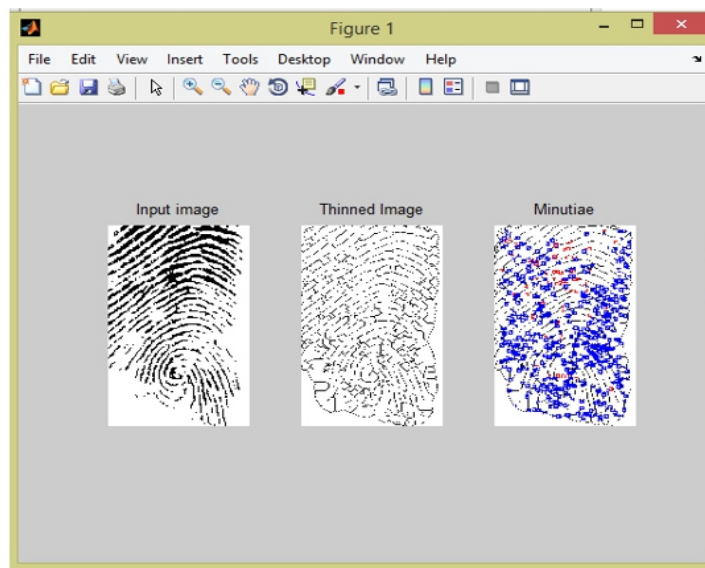 Figure 1
File Edit View Insert Tools Desktop Window Help
Input image Thinned Image Minutiae